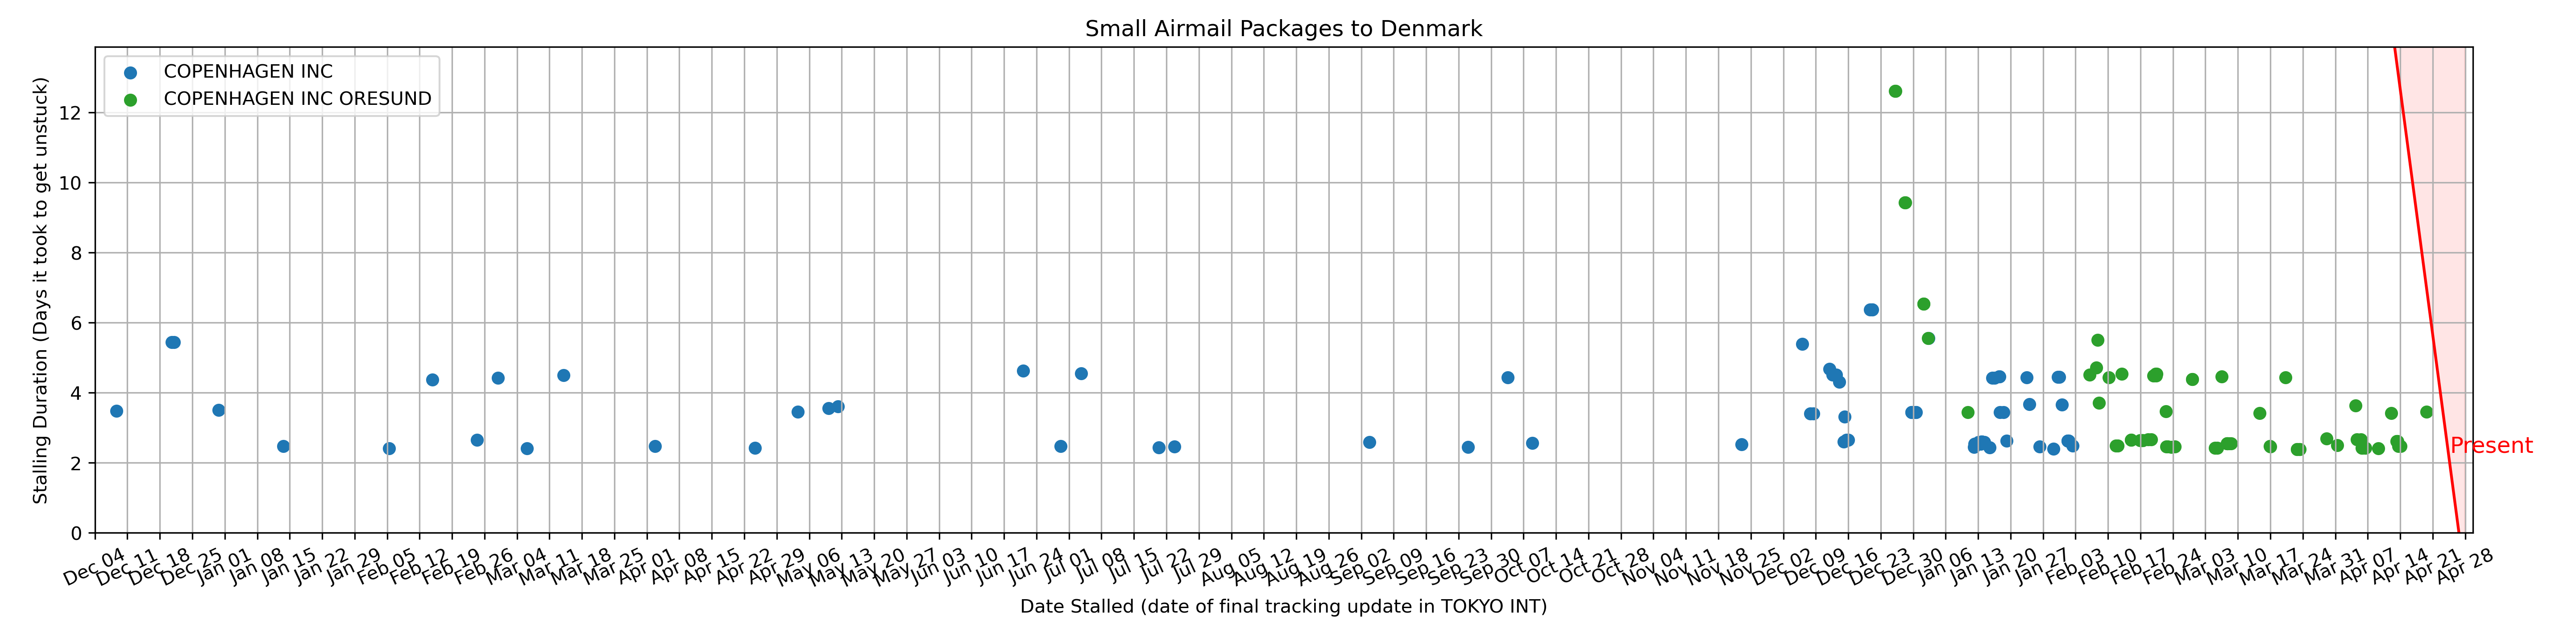 Small Airmail Packages to Denmark
COPENHAGEN INC
COPENHAGEN INC ORESUND
Stalling Duration (Days it took to get unstuck)
12
10
8
6
4
2
0
Present
Dec 04
Dec 11
Dec 18
Dec 25
Jan 01
Jan 08
Jan 15
Jan 22
Jan 29
Feb 05
Feb 12
Feb 19
Feb 26
Mar 04
Mar 11
Mar 18
Mar 25
Apr 01
Apr 08
Apr 15
Apr 22
Apr 29
May 06
May 13
May 20
May 27
Jun 03
Jun 10
Jun 17
Jun 24
Jul 01
Jul 08
Jul 15
Jul 22
Jul 29
Aug 05
Aug 12
Aug 19
Aug 26
Sep 02
Sep 09
Sep 16
Sep 23
Sep 30
Oct 07
Oct 14
Oct 21
Oct 28
Nov 04
Nov 11
Nov 18
Nov 25
Dec 02
Dec 09
Dec 16
Dec 23
Dec 30
Jan 06
Jan 13
Jan 20
Jan 27
Feb 03
Feb 10
Feb 17
Feb 24
Mar 03
Mar 10
Mar 17
Mar 24
Mar 31
Apr 07
Apr 14
Apr 21
Apr 28
Date Stalled (date of final tracking update in TOKYO INT)